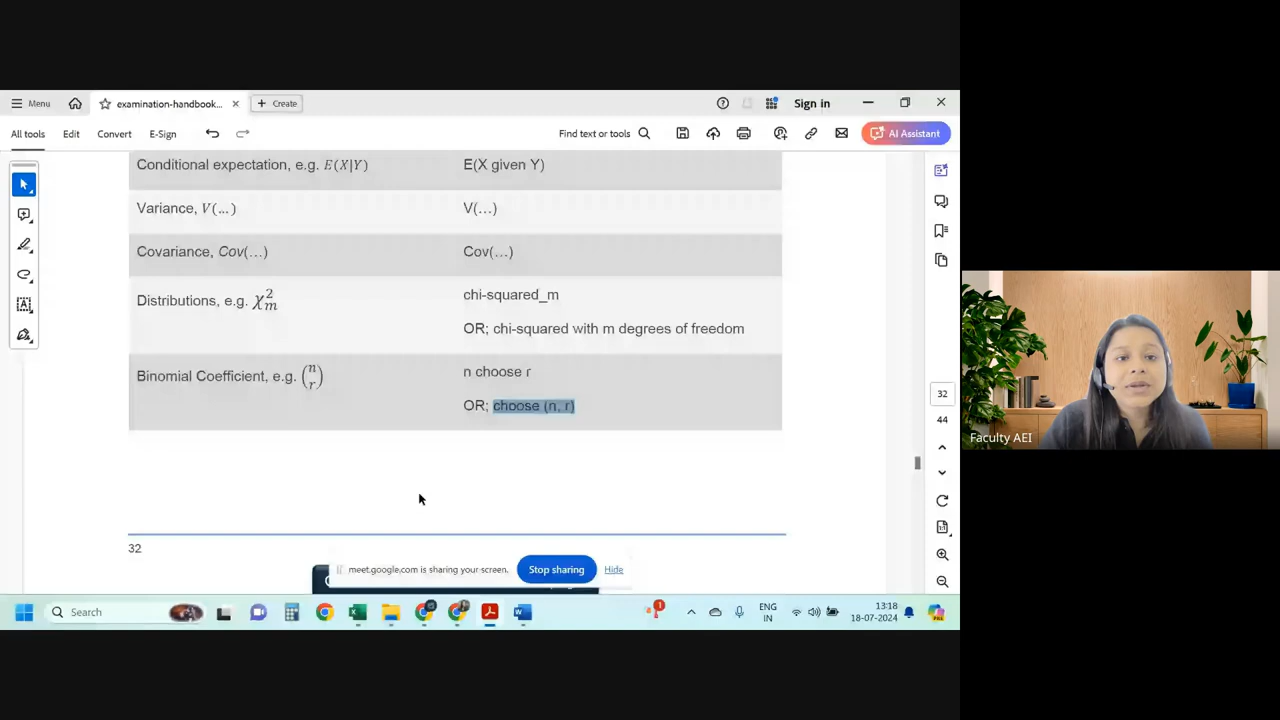 Menu
examination-handbook...
Create
Sign in
All tools
Edit
Convert
E-Sign
Find text or tools
AI Assistant
Conditional expectation, e.g. E(X|Y)
E(X given Y)
Variance, V(...)
V(…)
Covariance, Cov(…)
Cov(…)
Distributions, e.g. χ²ₘ
chi-squared_m
OR; chi-squared with m degrees of freedom
Binomial Coefficient, e.g. (n r)
n choose r
OR; choose (n, r)
32
44
32
meet.google.com is sharing your screen.
Stop sharing
Hide
Faculty AEI
Search
1
ENG
IN
13:18
18-07-2024